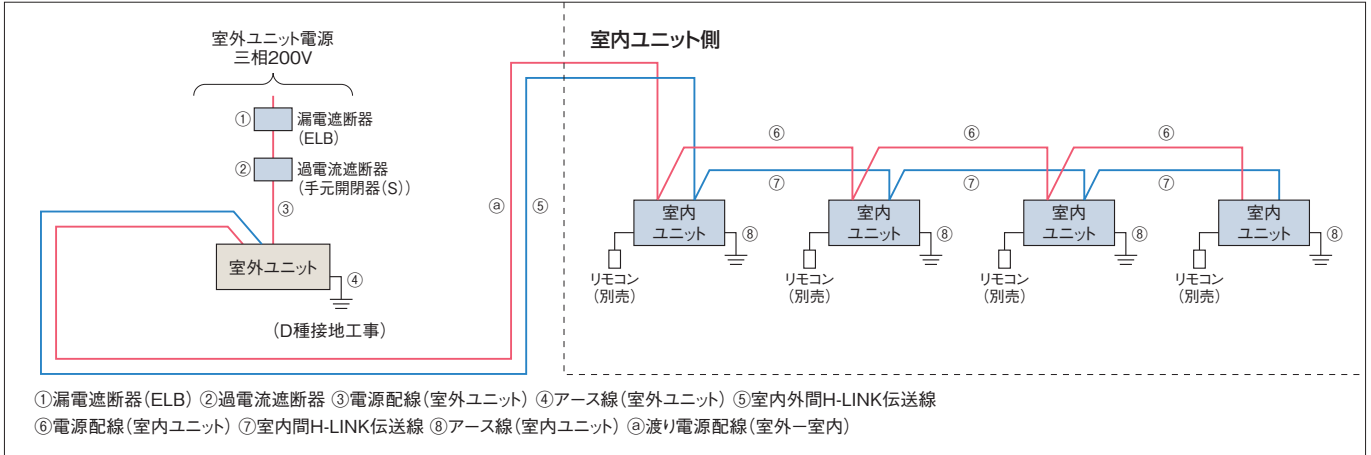 室外ユニット電源
三相200V
① 漏電遮断器
(ELB)
② 過電流遮断器
(手元開閉器(S))
③
室外ユニット
④
(D種接地工事)
ⓐ
⑤
室内ユニット側
⑥ ⑥ ⑥
⑦ ⑦ ⑦
室内
ユニット
⑧
リモコン
(別売)
室内
ユニット
⑧
リモコン
(別売)
室内
ユニット
⑧
リモコン
(別売)
室内
ユニット
⑧
リモコン
(別売)
①漏電遮断器(ELB) ②過電流遮断器 ③電源配線(室外ユニット) ④アース線(室外ユニット) ⑤室内外間H-LINK伝送線
⑥電源配線(室内ユニット) ⑦室内間H-LINK伝送線 ⑧アース線(室内ユニット) ⓐ渡り電源配線(室外ー室内)